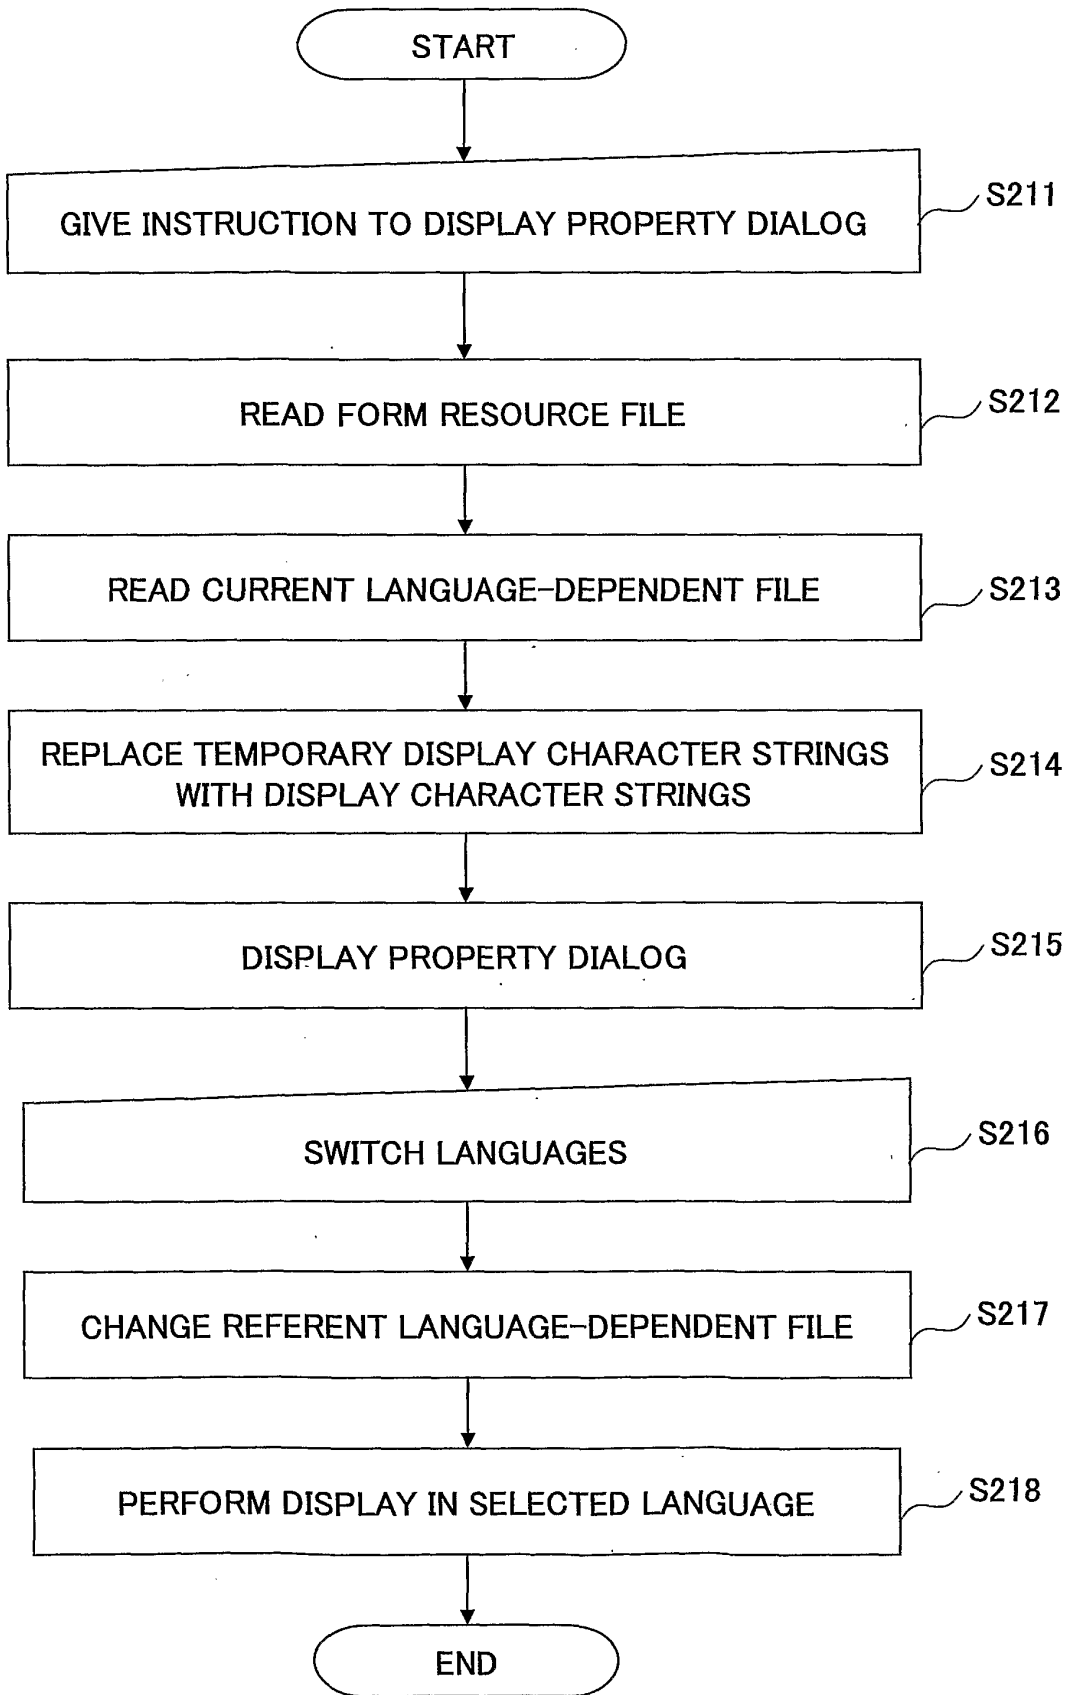 START
GIVE INSTRUCTION TO DISPLAY PROPERTY DIALOG
S211
READ FORM RESOURCE FILE
S212
READ CURRENT LANGUAGE-DEPENDENT FILE
S213
REPLACE TEMPORARY DISPLAY CHARACTER STRINGS
WITH DISPLAY CHARACTER STRINGS
S214
DISPLAY PROPERTY DIALOG
S215
SWITCH LANGUAGES
S216
CHANGE REFERENT LANGUAGE-DEPENDENT FILE
S217
PERFORM DISPLAY IN SELECTED LANGUAGE
S218
END